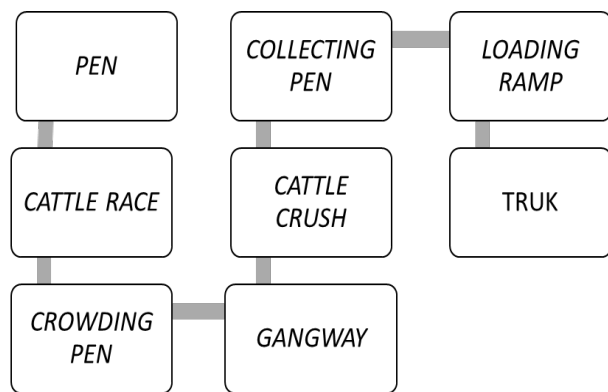 PEN
CATTLE RACE
CROWDING
PEN
GANGWAY
CATTLE
CRUSH
COLLECTING
PEN
LOADING
RAMP
TRUK